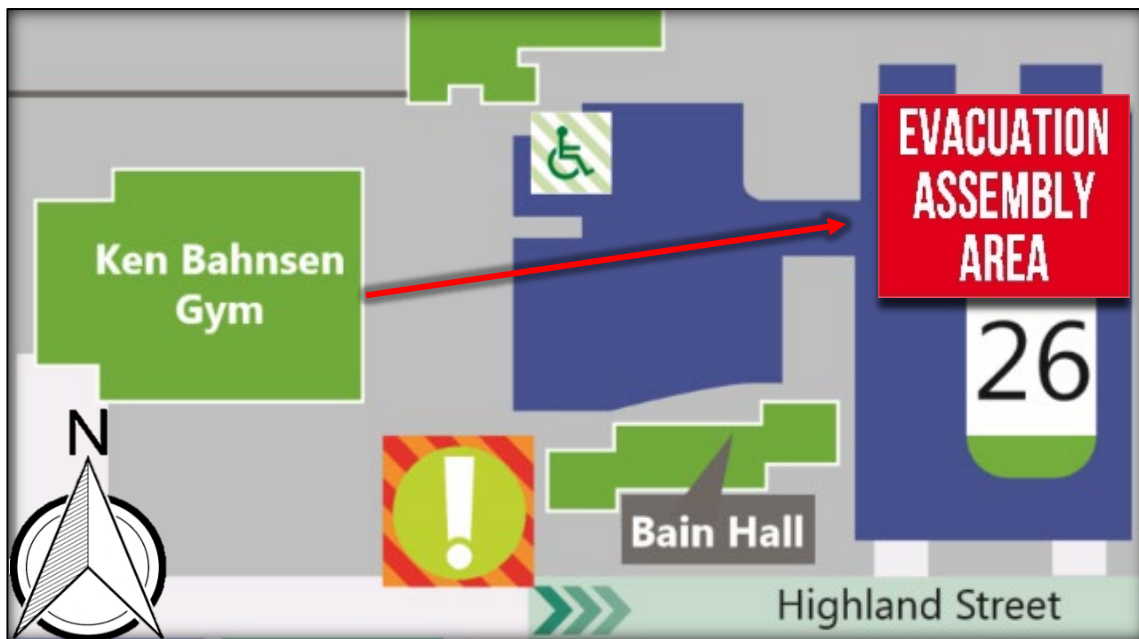 EVACUATION
ASSEMBLY
AREA
Ken Bahnsen
Gym
26
N
!
Bain Hall
Highland Street